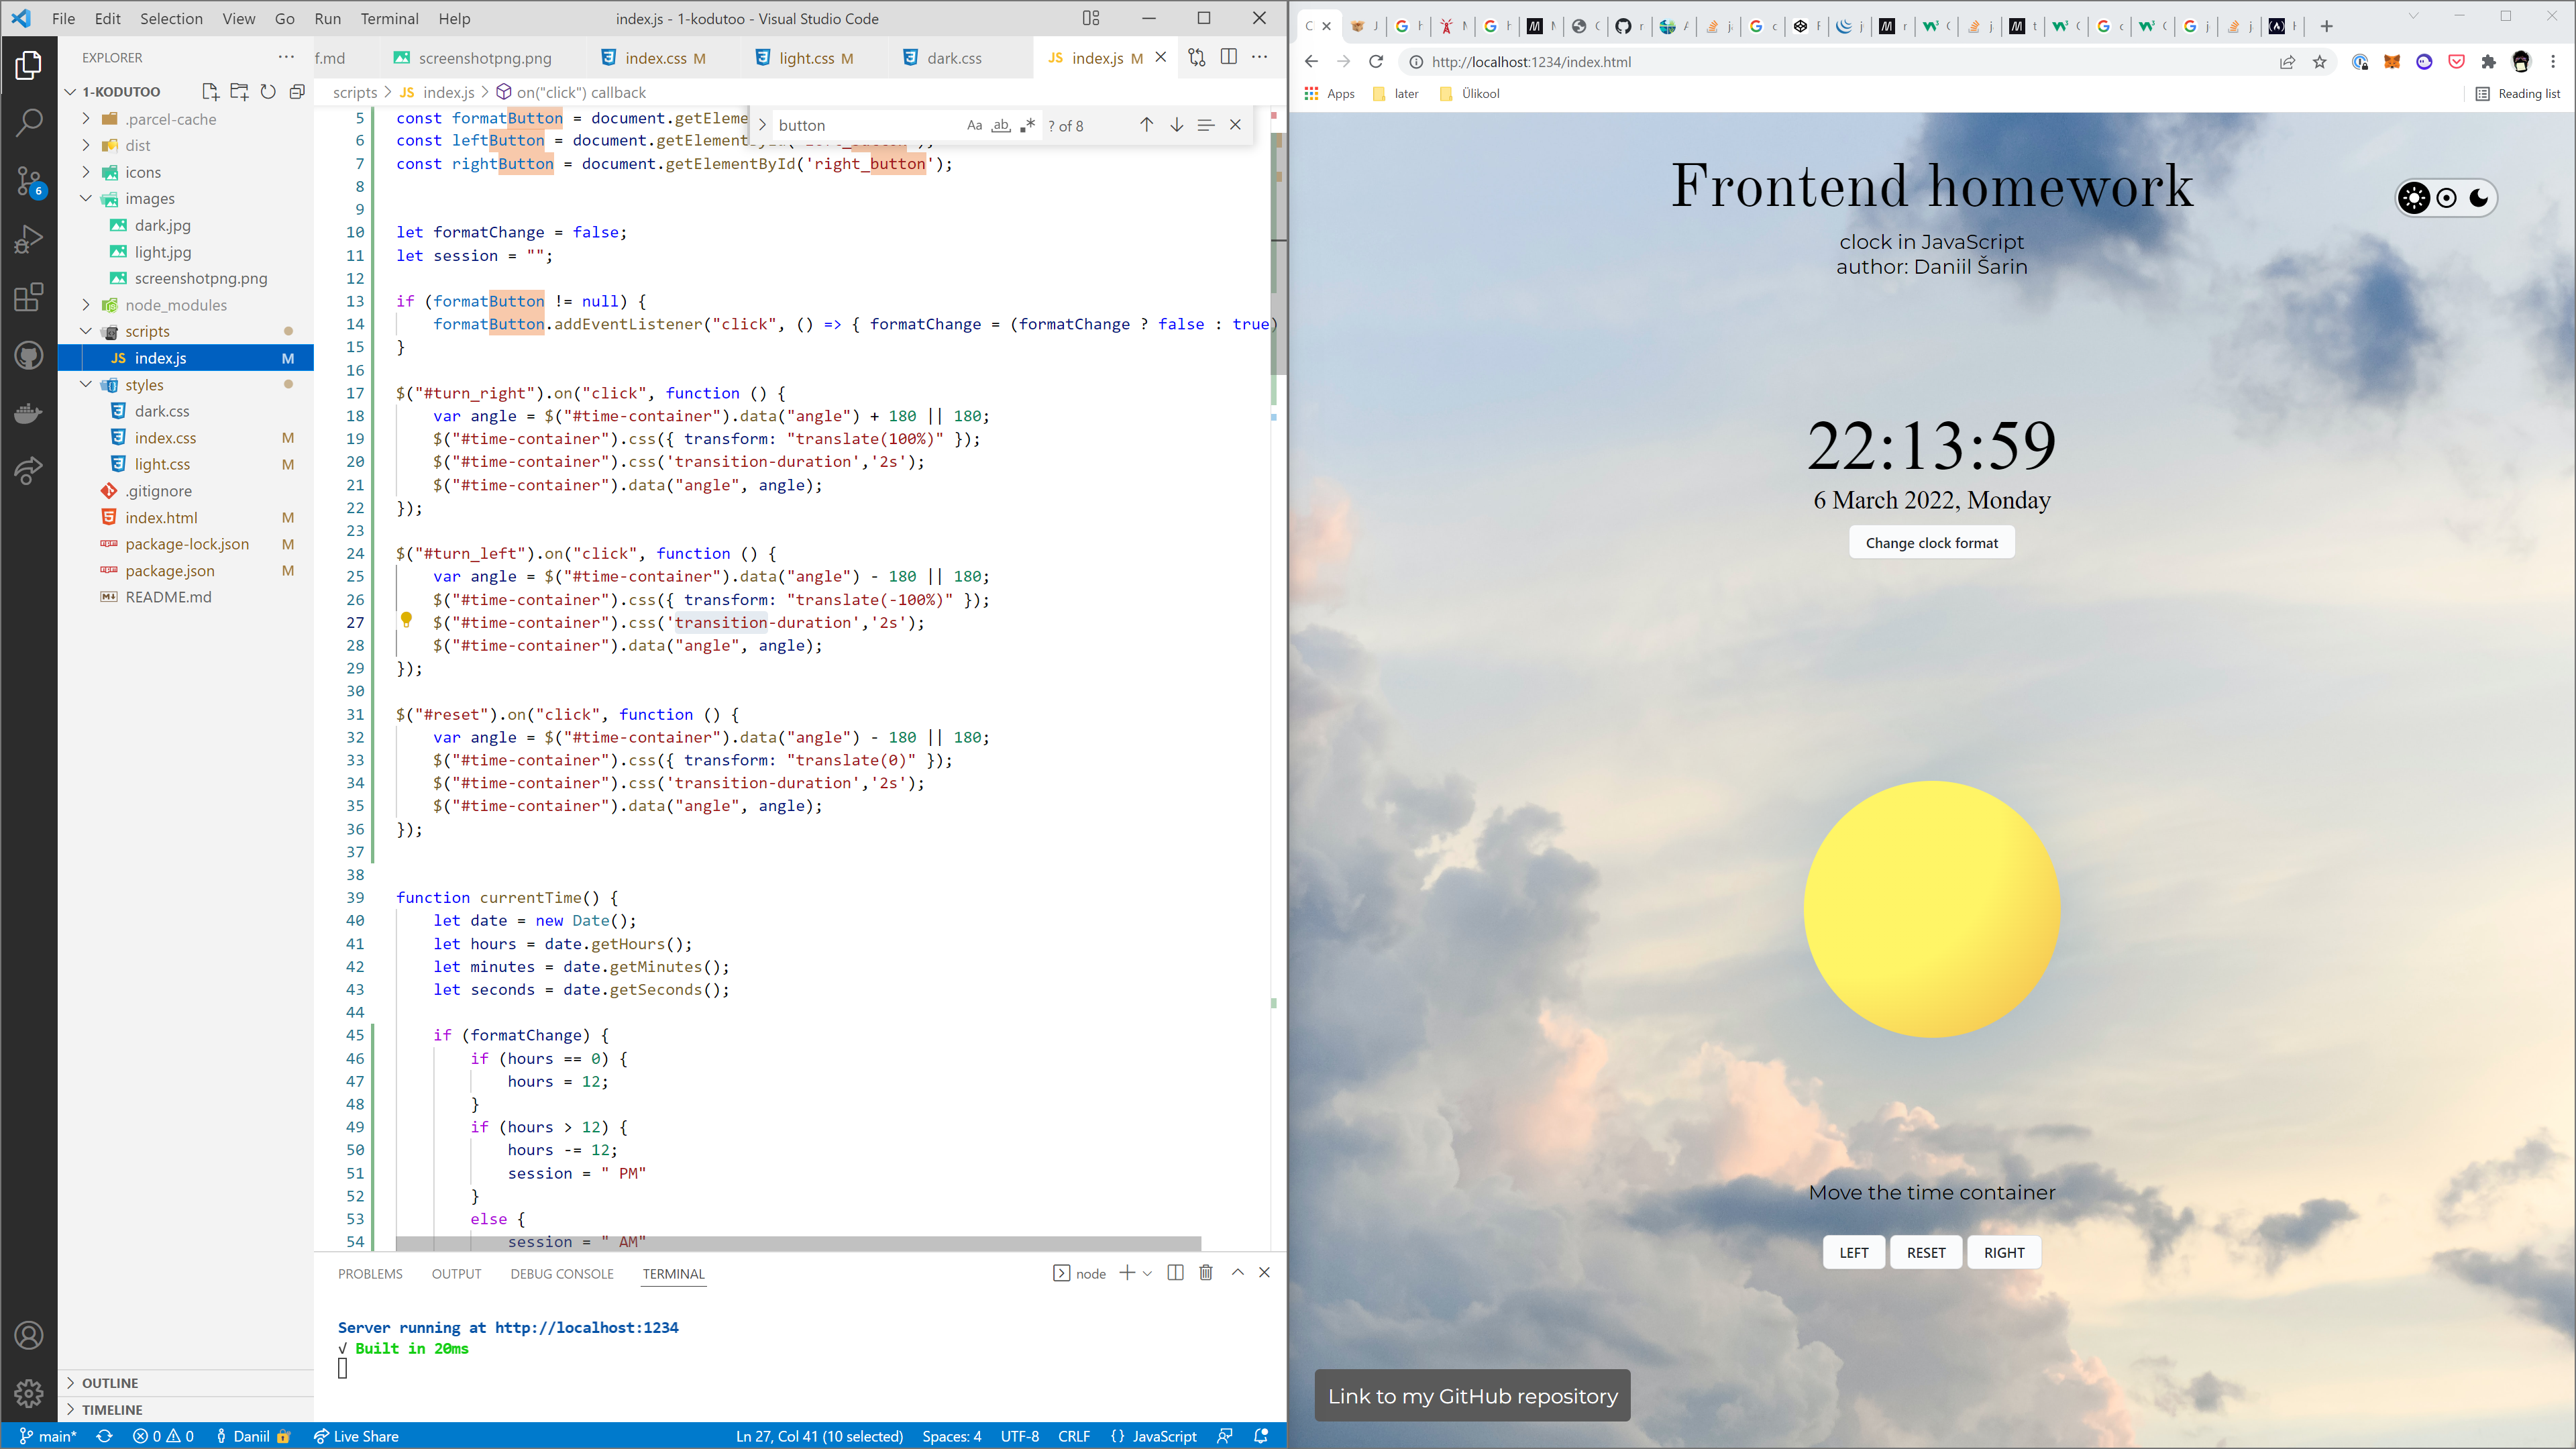 File Edit Selection View Go Run Terminal Help
index.js - 1-kodutoo - Visual Studio Code
EXPLORER
1-KODUTOO
.parcel-cache
dist
icons
images
dark.jpg
light.jpg
screenshotpng.png
node_modules
scripts
JS index.js M
styles
dark.css
index.css M
light.css M
.gitignore
index.html M
package-lock.json M
package.json M
README.md
OUTLINE
TIMELINE
f.md screenshotpng.png index.css M light.css M dark.css JS index.js M
scripts > JS index.js > on("click") callback
button Aa ab ? of 8
5 const formatButton = document.getEleme
6 const leftButton = document.getElementById(
7 const rightButton = document.getElementById('right_button');
8
9
10 let formatChange = false;
11 let session = "";
12
13 if (formatButton != null) {
14 formatButton.addEventListener("click", () => { formatChange = (formatChange ? false : true)
15 }
16
17 $("#turn_right").on("click", function () {
18 var angle = $("#time-container").data("angle") + 180 || 180;
19 $("#time-container").css({ transform: "translate(100%)" });
20 $("#time-container").css('transition-duration','2s');
21 $("#time-container").data("angle", angle);
22 });
23
24 $("#turn_left").on("click", function () {
25 var angle = $("#time-container").data("angle") - 180 || 180;
26 $("#time-container").css({ transform: "translate(-100%)" });
27 $("#time-container").css('transition-duration','2s');
28 $("#time-container").data("angle", angle);
29 });
30
31 $("#reset").on("click", function () {
32 var angle = $("#time-container").data("angle") - 180 || 180;
33 $("#time-container").css({ transform: "translate(0)" });
34 $("#time-container").css('transition-duration','2s');
35 $("#time-container").data("angle", angle);
36 });
37
38
39 function currentTime() {
40 let date = new Date();
41 let hours = date.getHours();
42 let minutes = date.getMinutes();
43 let seconds = date.getSeconds();
44
45 if (formatChange) {
46 if (hours == 0) {
47 hours = 12;
48 }
49 if (hours > 12) {
50 hours -= 12;
51 session = " PM"
52 }
53 else {
54 session = " AM"
PROBLEMS OUTPUT DEBUG CONSOLE TERMINAL
node
Server running at http://localhost:1234
√ Built in 20ms
6
main* 0 0 Daniil Live Share
Ln 27, Col 41 (10 selected) Spaces: 4 UTF-8 CRLF {} JavaScript
http://localhost:1234/index.html
Apps later Ülikool Reading list
Frontend homework
clock in JavaScript
author: Daniil Šarin
22:13:59
6 March 2022, Monday
Change clock format
Move the time container
LEFT RESET RIGHT
Link to my GitHub repository